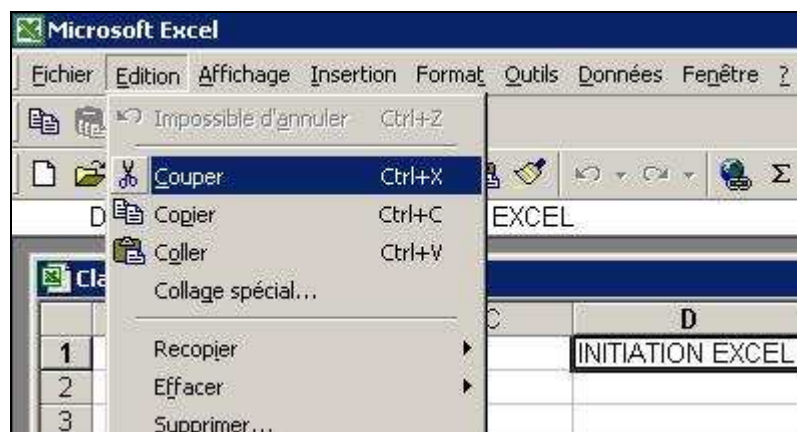 Microsoft Excel
Fichier Edition Affichage Insertion Format Outils Données Fenêtre ?
Impossible d'annuler Ctrl+Z
Couper Ctrl+X
Copier Ctrl+C
EXCEL
Coller Ctrl+V
Collage spécial...
D
1 INITIATION EXCEL
Recopier
2 Effacer
3 Supprimer...